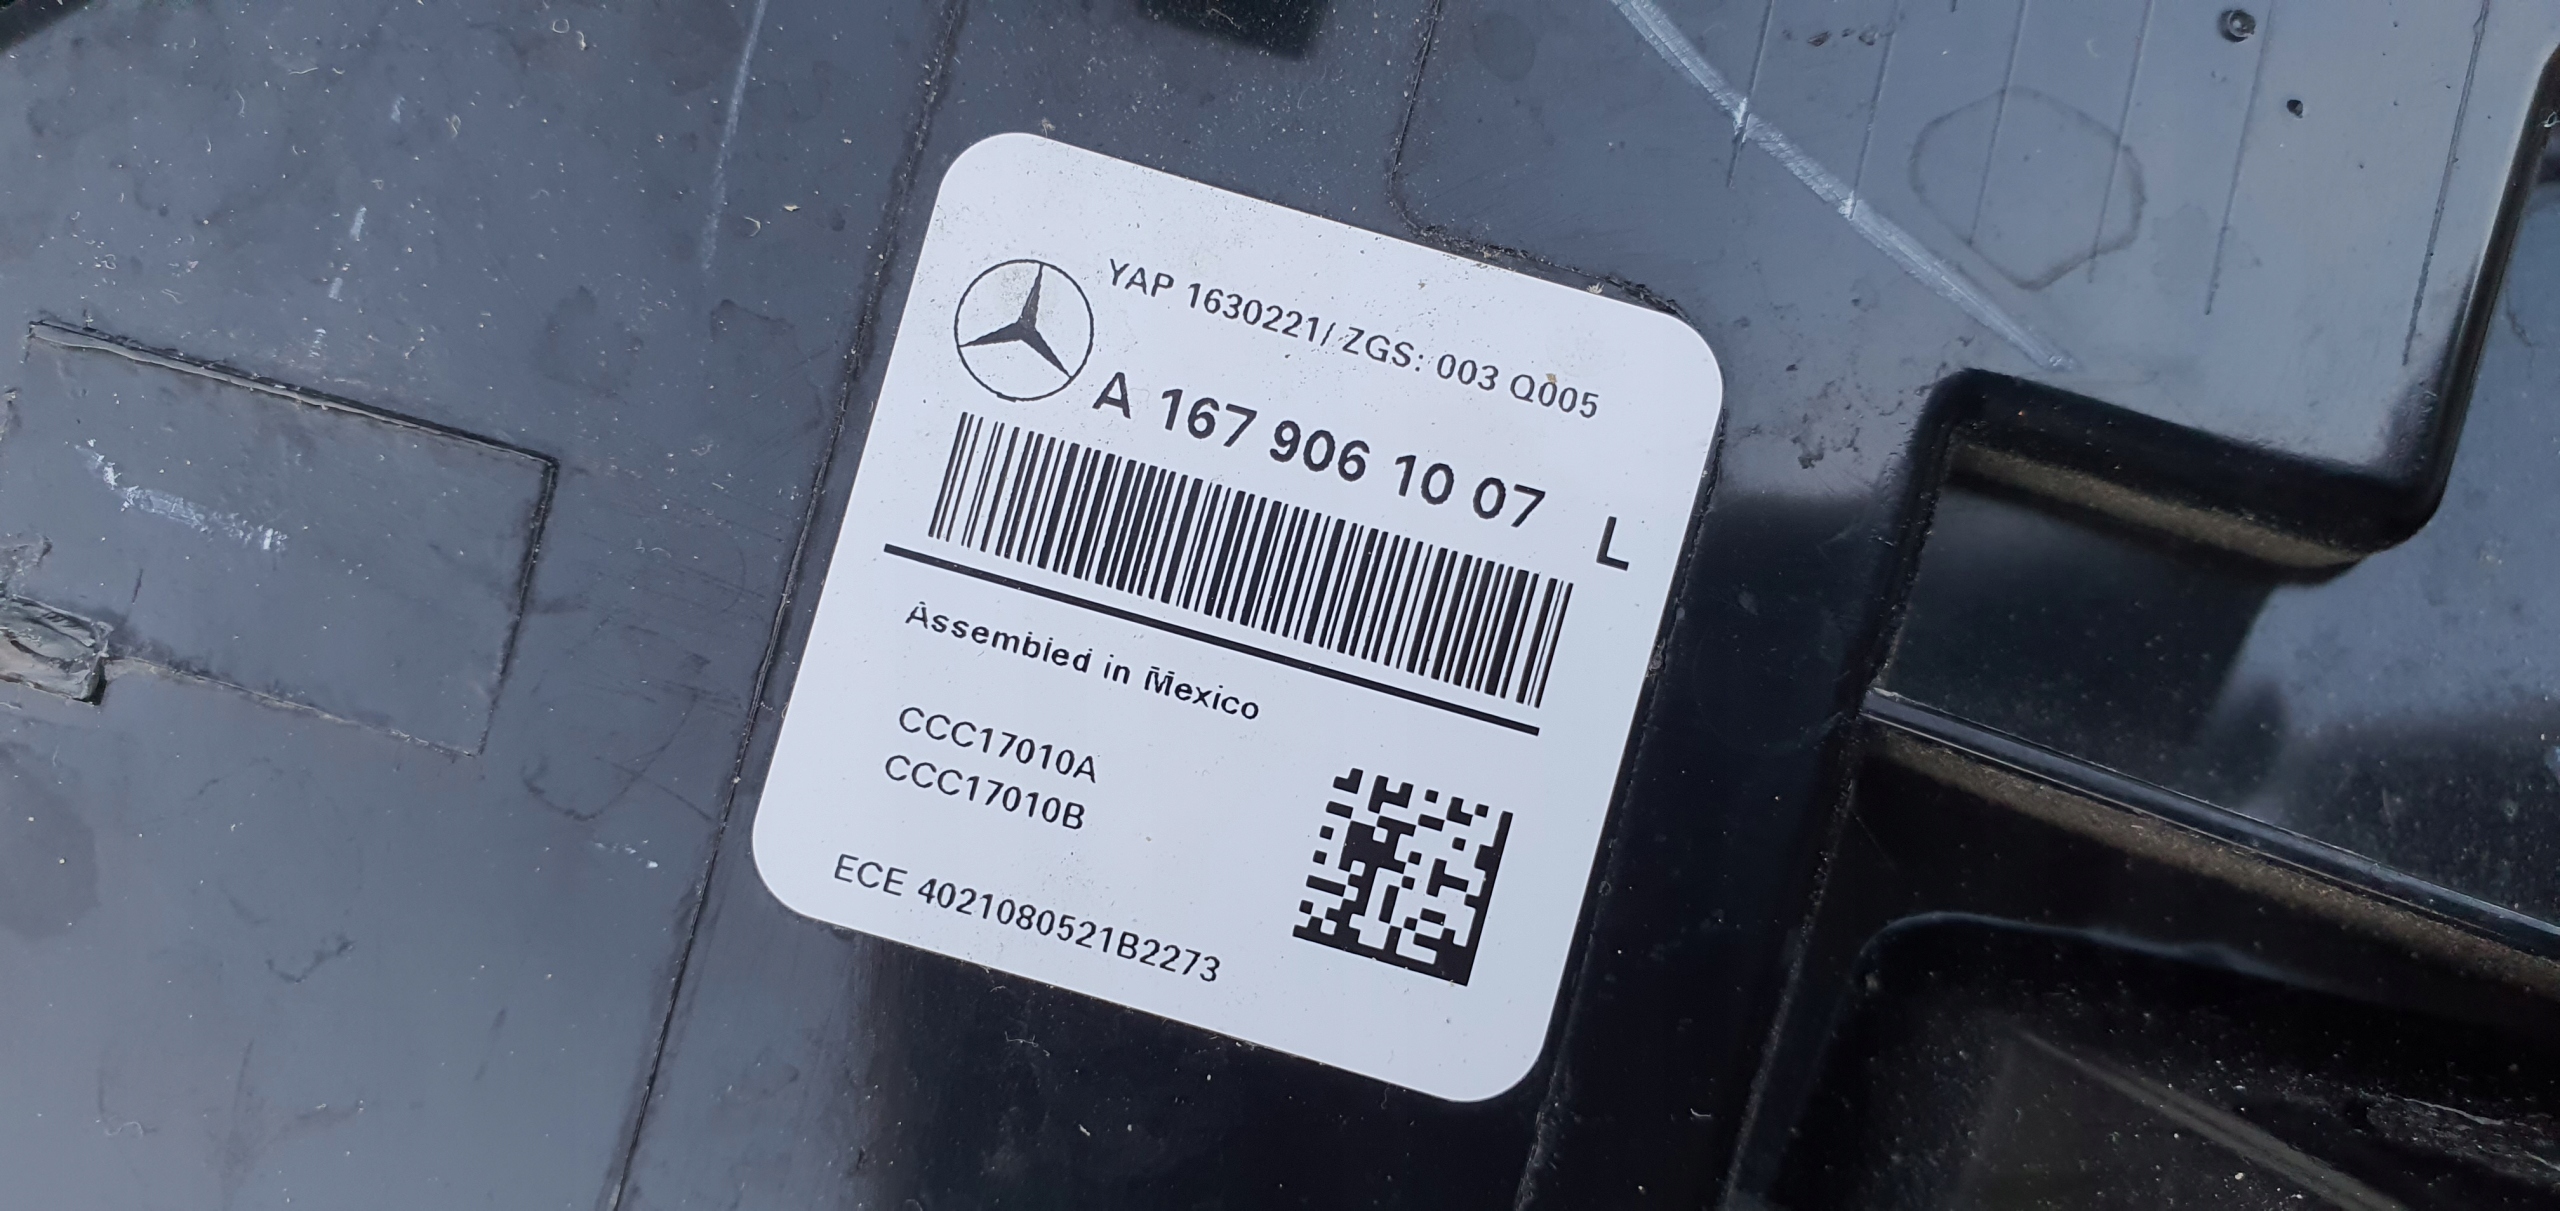 YAP 1630221/ ZGS: 003 Q005
A 167 906 10 07 L
Assembled in Mexico
CCC17010A
CCC17010B
ECE 4021080521B2273